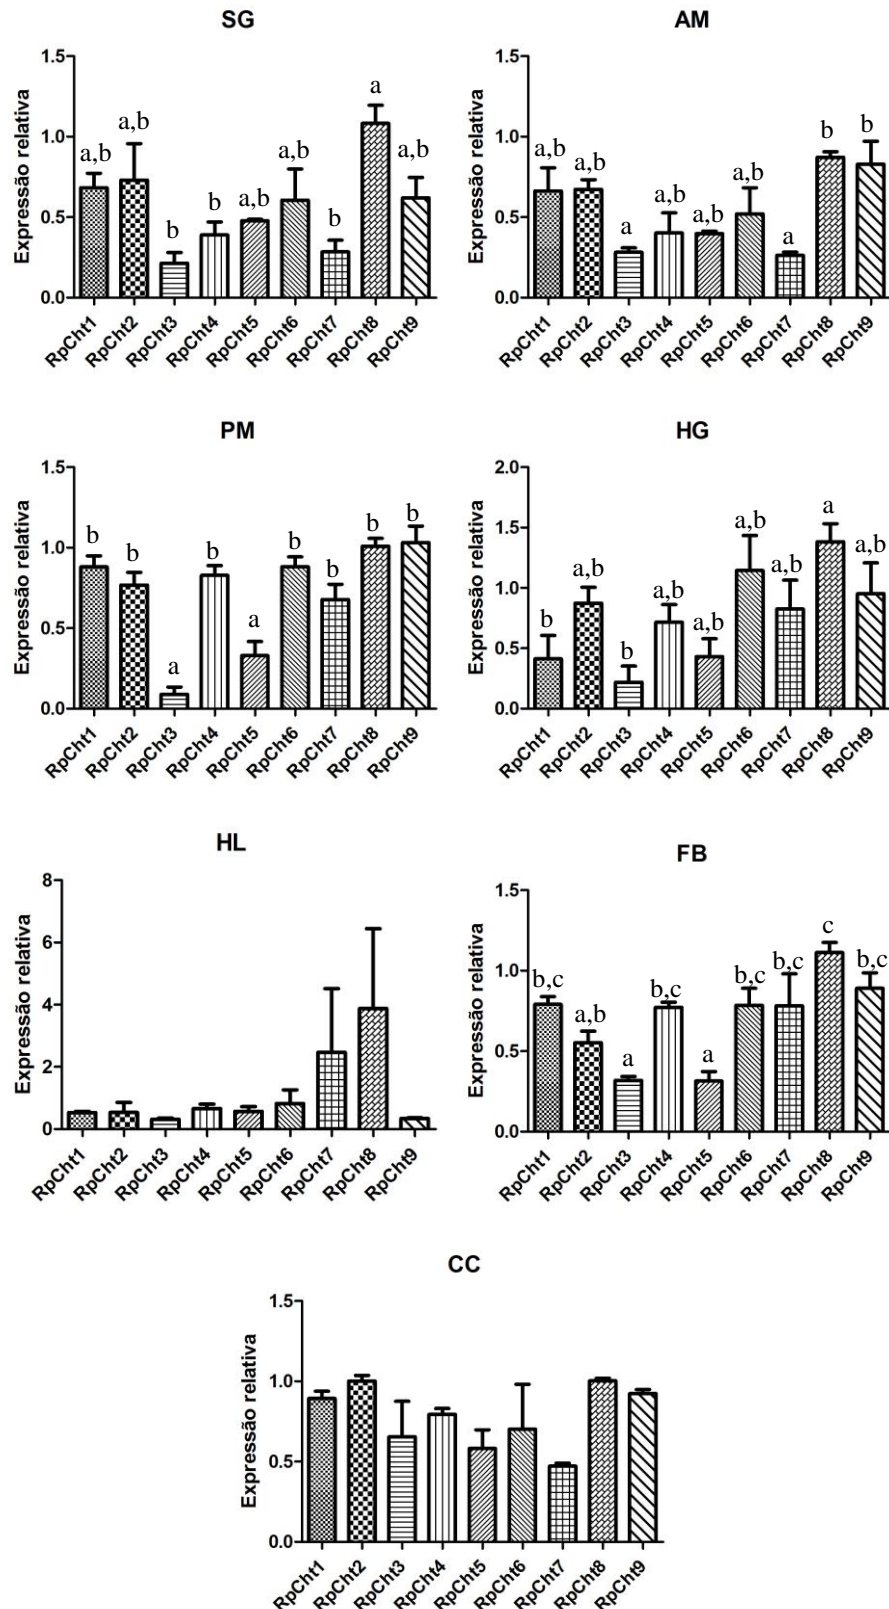 SG
Expressão relativa
1.5
1.0
0.5
0.0
a,b
a,b
b
b
a,b
a,b
b
a
a,b
RpCht1
RpCht2
RpCht3
RpCht4
RpCht5
RpCht6
RpCht7
RpCht8
RpCht9
AM
Expressão relativa
1.5
1.0
0.5
0.0
a,b
a,b
a
a,b
a,b
a,b
a
b
b
RpCht1
RpCht2
RpCht3
RpCht4
RpCht5
RpCht6
RpCht7
RpCht8
RpCht9
PM
Expressão relativa
1.5
1.0
0.5
0.0
b
b
a
b
a
b
b
b
b
RpCht1
RpCht2
RpCht3
RpCht4
RpCht5
RpCht6
RpCht7
RpCht8
RpCht9
HG
Expressão relativa
2.0
1.5
1.0
0.5
0.0
b
a,b
b
a,b
a,b
a,b
a,b
a
a,b
RpCht1
RpCht2
RpCht3
RpCht4
RpCht5
RpCht6
RpCht7
RpCht8
RpCht9
HL
Expressão relativa
8
6
4
2
0
RpCht1
RpCht2
RpCht3
RpCht4
RpCht5
RpCht6
RpCht7
RpCht8
RpCht9
FB
Expressão relativa
1.5
1.0
0.5
0.0
b,c
a,b
a
b,c
a
b,c
b,c
c
b,c
RpCht1
RpCht2
RpCht3
RpCht4
RpCht5
RpCht6
RpCht7
RpCht8
RpCht9
CC
Expressão relativa
1.5
1.0
0.5
0.0
RpCht1
RpCht2
RpCht3
RpCht4
RpCht5
RpCht6
RpCht7
RpCht8
RpCht9